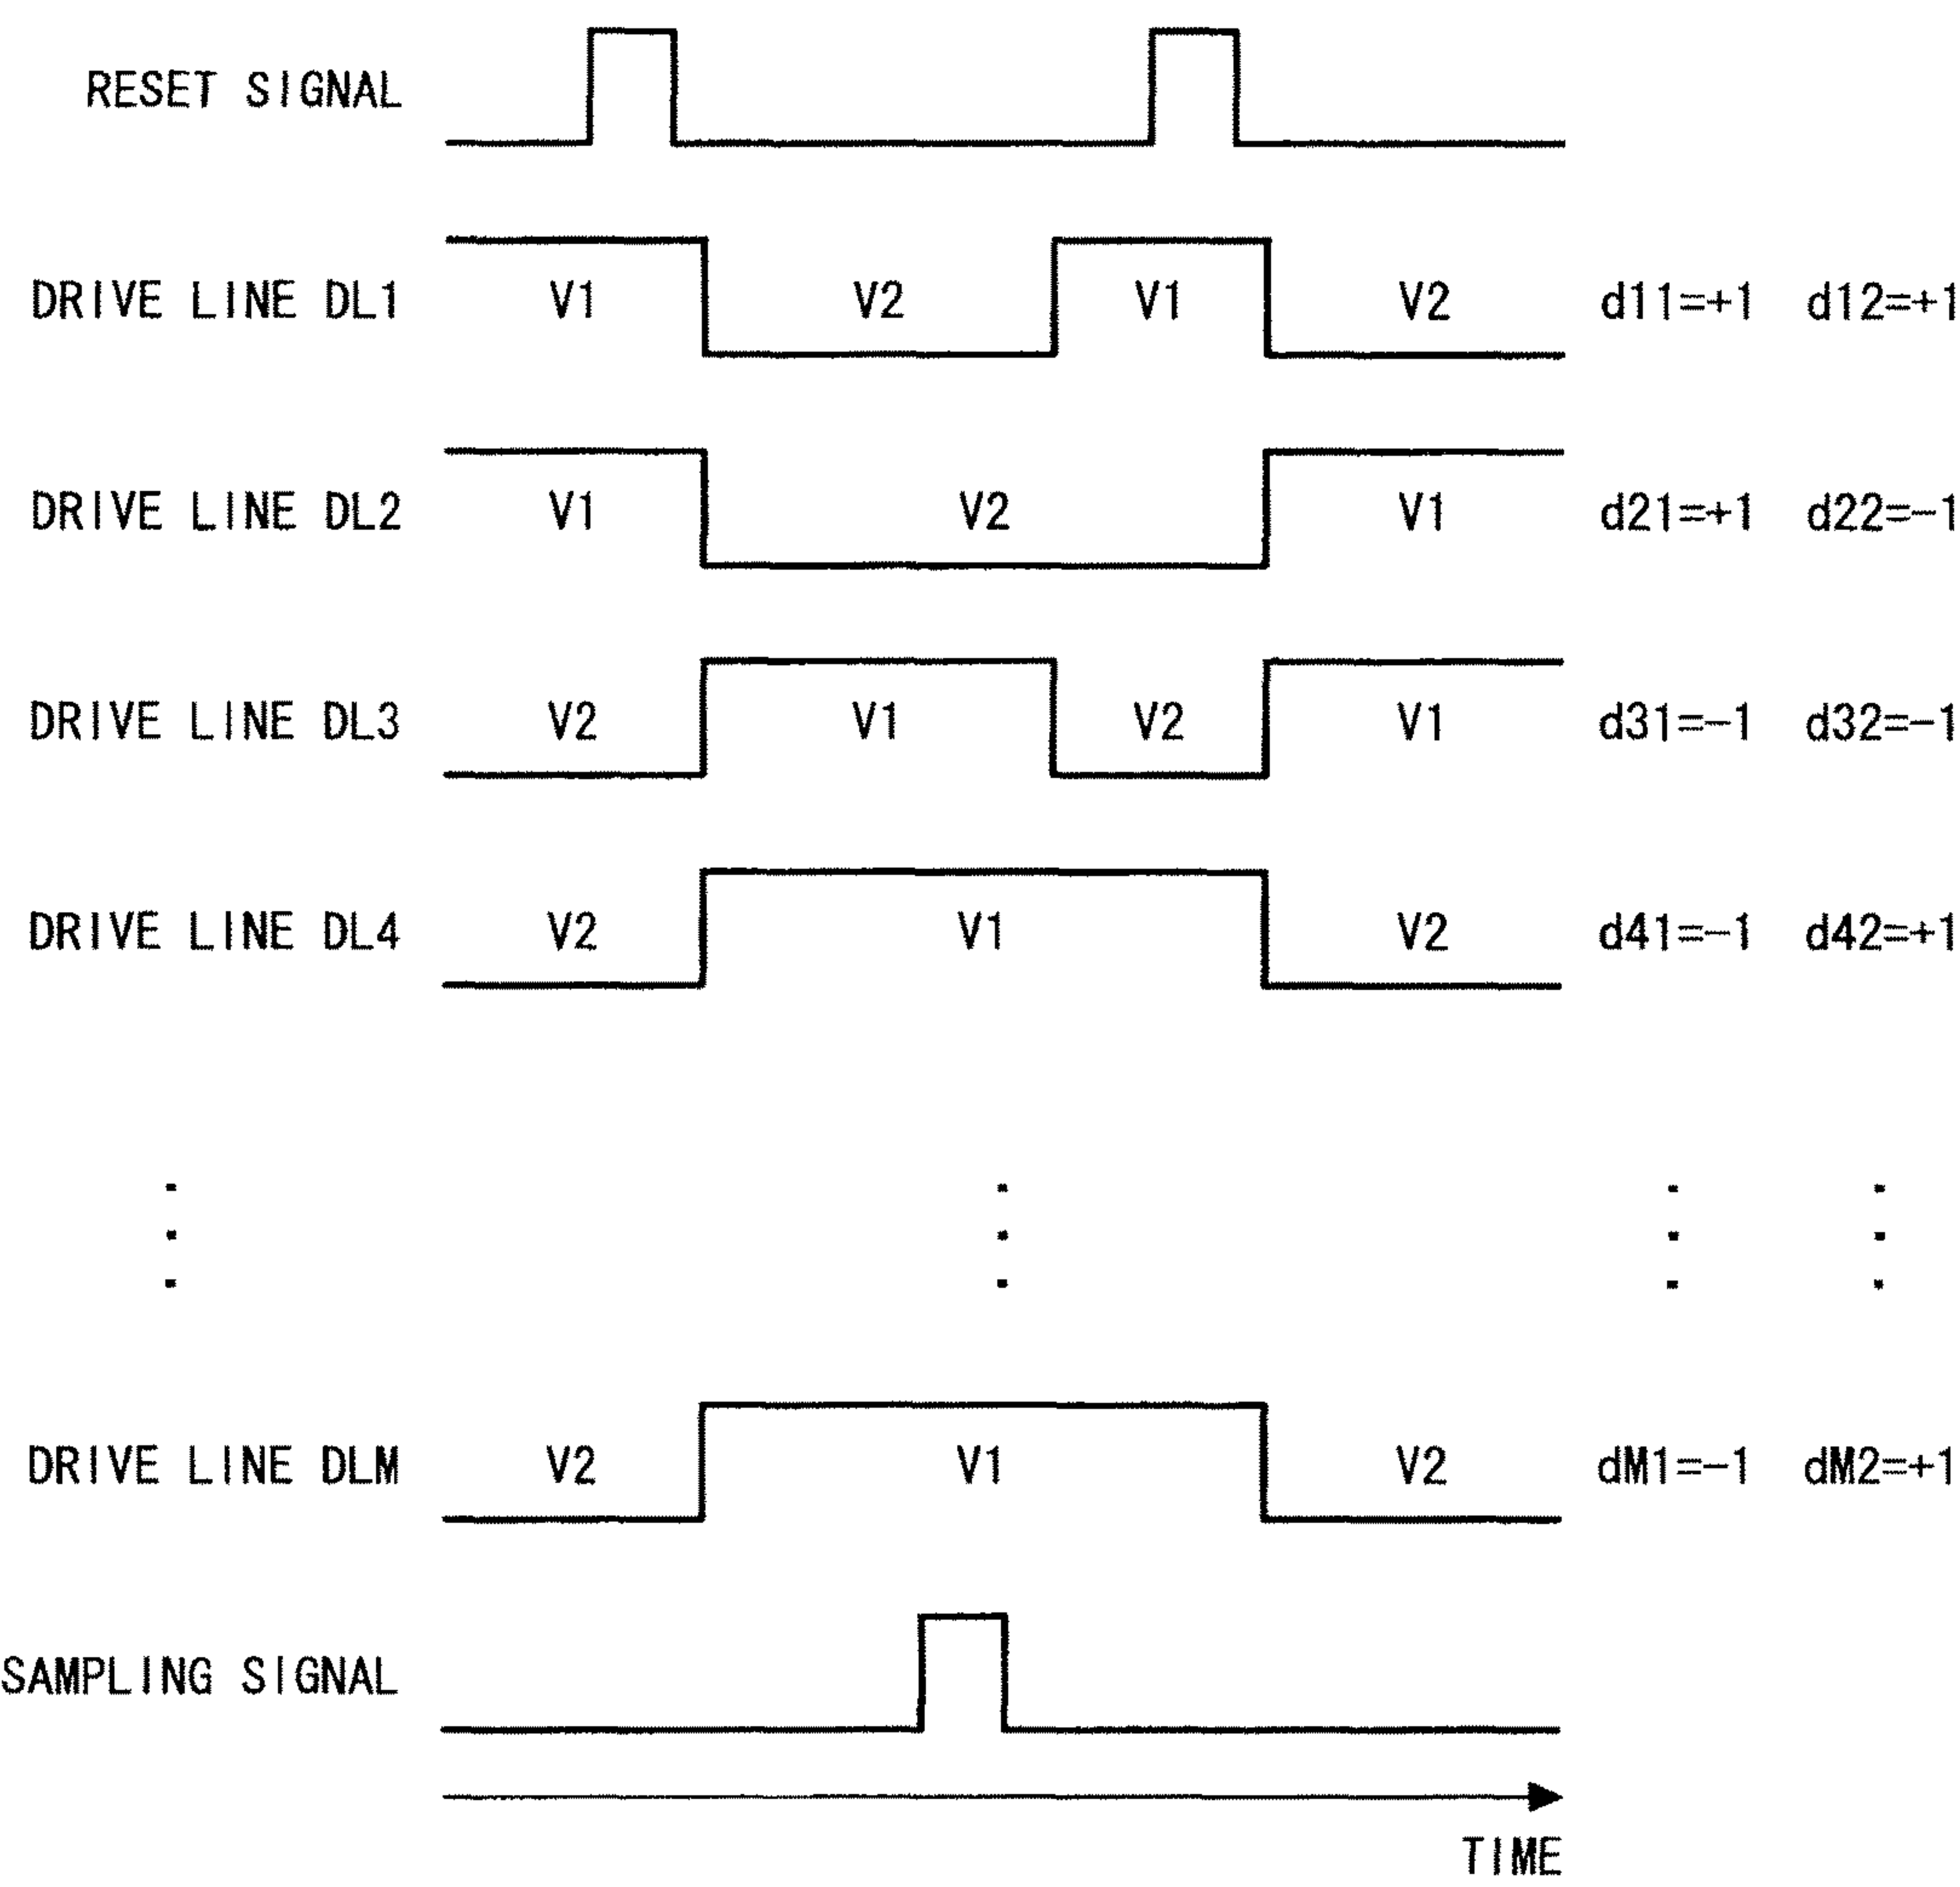 RESET SIGNAL
DRIVE LINE DL1 V1 V2 V1 V2 d11=+1 d12=+1
DRIVE LINE DL2 V1 V2 V1 d21=+1 d22=-1
DRIVE LINE DL3 V2 V1 V2 V1 d31=-1 d32=-1
DRIVE LINE DL4 V2 V1 V2 d41=-1 d42=+1
DRIVE LINE DLM V2 V1 V2 dM1=-1 dM2=+1
SAMPLING SIGNAL
TIME